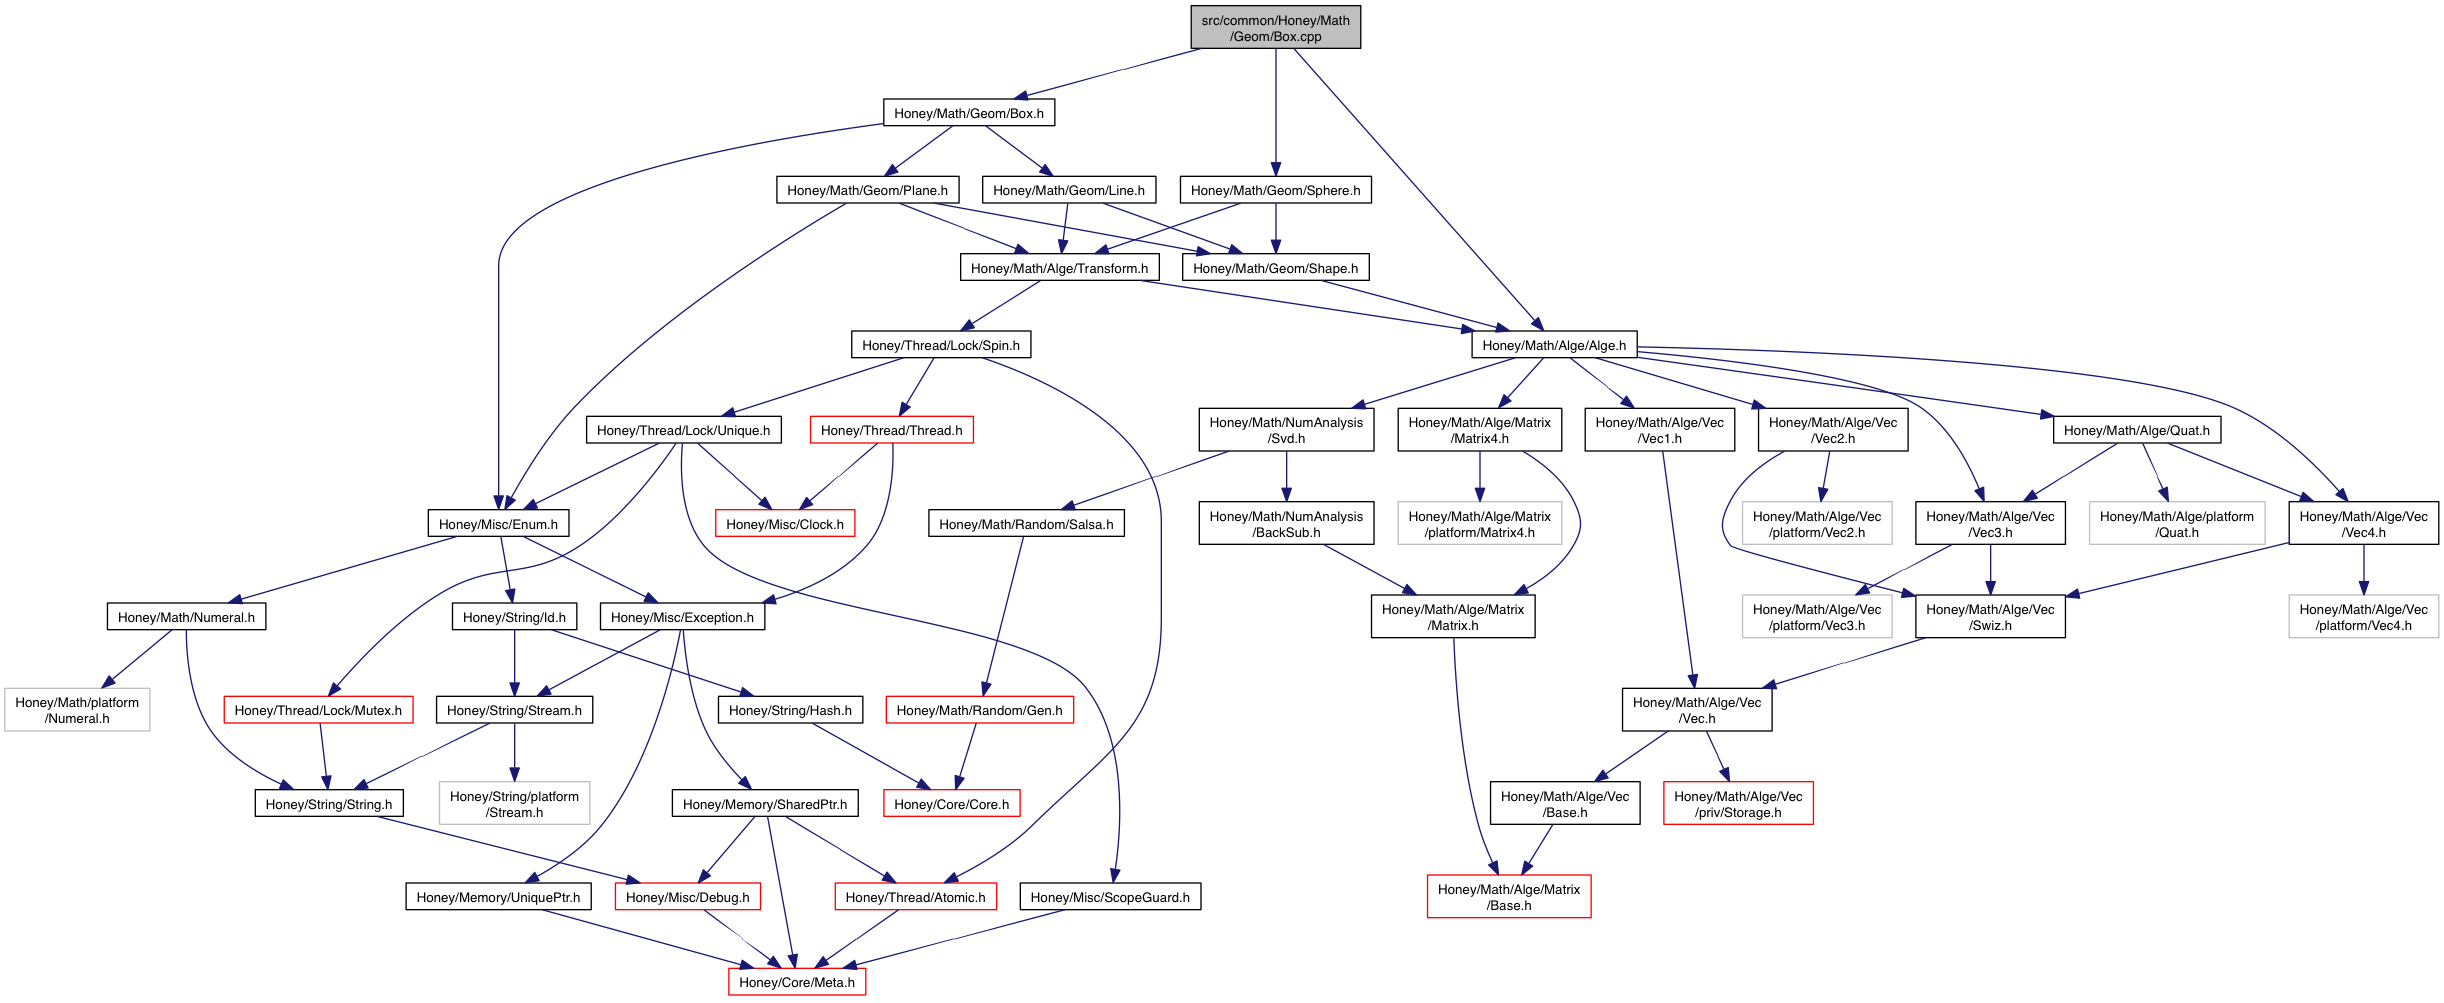 src/common/Honey/Math
/Geom/Box.cpp
Honey/Math/Geom/Box.h
Honey/Math/Geom/Plane.h
Honey/Math/Geom/Line.h
Honey/Math/Geom/Sphere.h
Honey/Math/Alge/Transform.h
Honey/Math/Geom/Shape.h
Honey/Thread/Lock/Spin.h
Honey/Math/Alge/Alge.h
Honey/Thread/Lock/Unique.h
Honey/Thread/Thread.h
Honey/Math/NumAnalysis
/Svd.h
Honey/Math/Alge/Matrix
/Matrix4.h
Honey/Math/Alge/Vec
/Vec1.h
Honey/Math/Alge/Vec
/Vec2.h
Honey/Math/Alge/Quat.h
Honey/Misc/Enum.h
Honey/Misc/Clock.h
Honey/Math/Random/Salsa.h
Honey/Math/NumAnalysis
/BackSub.h
Honey/Math/Alge/Matrix
/platform/Matrix4.h
Honey/Math/Alge/Vec
/platform/Vec2.h
Honey/Math/Alge/Vec
/Vec3.h
Honey/Math/Alge/platform
/Quat.h
Honey/Math/Alge/Vec
/Vec4.h
Honey/Math/Numeral.h
Honey/String/Id.h
Honey/Misc/Exception.h
Honey/Math/Alge/Matrix
/Matrix.h
Honey/Math/Alge/Vec
/platform/Vec3.h
Honey/Math/Alge/Vec
/Swiz.h
Honey/Math/Alge/Vec
/platform/Vec4.h
Honey/Math/platform
/Numeral.h
Honey/Thread/Lock/Mutex.h
Honey/String/Stream.h
Honey/String/Hash.h
Honey/Math/Random/Gen.h
Honey/Math/Alge/Vec
/Vec.h
Honey/String/String.h
Honey/String/platform
/Stream.h
Honey/Memory/SharedPtr.h
Honey/Core/Core.h
Honey/Math/Alge/Vec
/Base.h
Honey/Math/Alge/Vec
/priv/Storage.h
Honey/Memory/UniquePtr.h
Honey/Misc/Debug.h
Honey/Thread/Atomic.h
Honey/Misc/ScopeGuard.h
Honey/Math/Alge/Matrix
/Base.h
Honey/Core/Meta.h